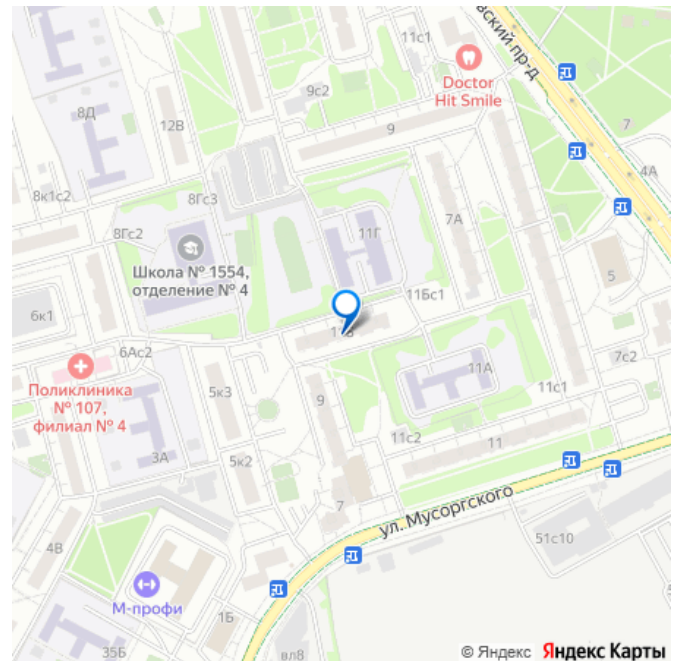 11с1
вский пр-д
Doctor
Hit Smile
9с2
8Д
12В
9
7
4А
8к1с2
8Гс3
7А
11Г
8Гс2
Школа № 1554,
отделение № 4
5
11Бс1
6к1
6Ас2
7с2
Поликлиника
№ 107,
филиал № 4
5к3
9
11А
11с1
3А
5к2
11с2
11
7
ул. Мусоргского
51с10
4В
М-профи
1Б
35Б
вл8
© Яндекс Яндекс Карты